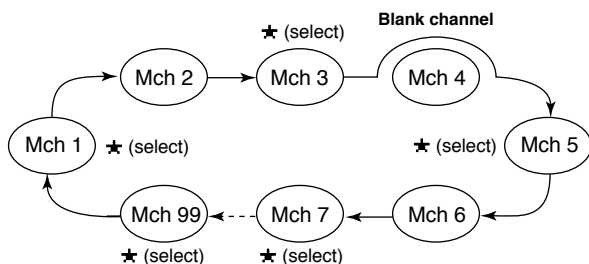 ★ (select)
Blank channel
Mch 2
Mch 3
Mch 4
Mch 1
★ (select)
★ (select)
Mch 5
Mch 99
Mch 7
Mch 6
★ (select)
★ (select)